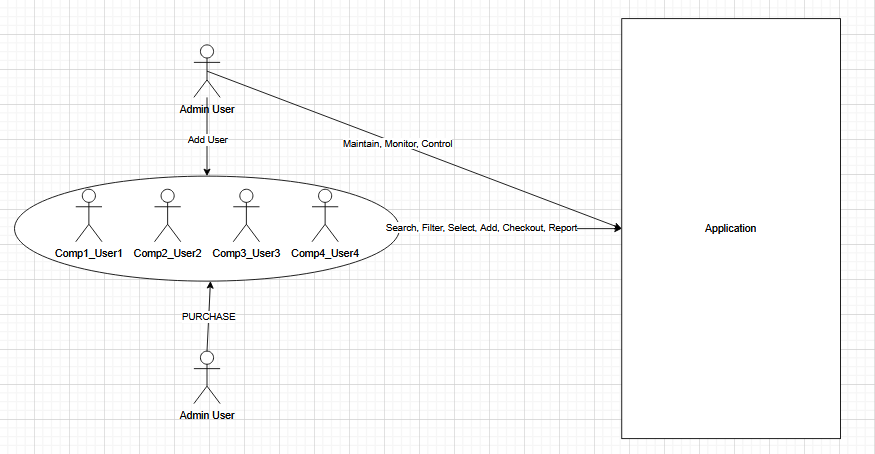 Admin User
Add User
Maintain, Monitor, Control
Comp1_User1
Comp2_User2
Comp3_User3
Comp4_User4
Search, Filter, Select, Add, Checkout, Report
Application
PURCHASE
Admin User